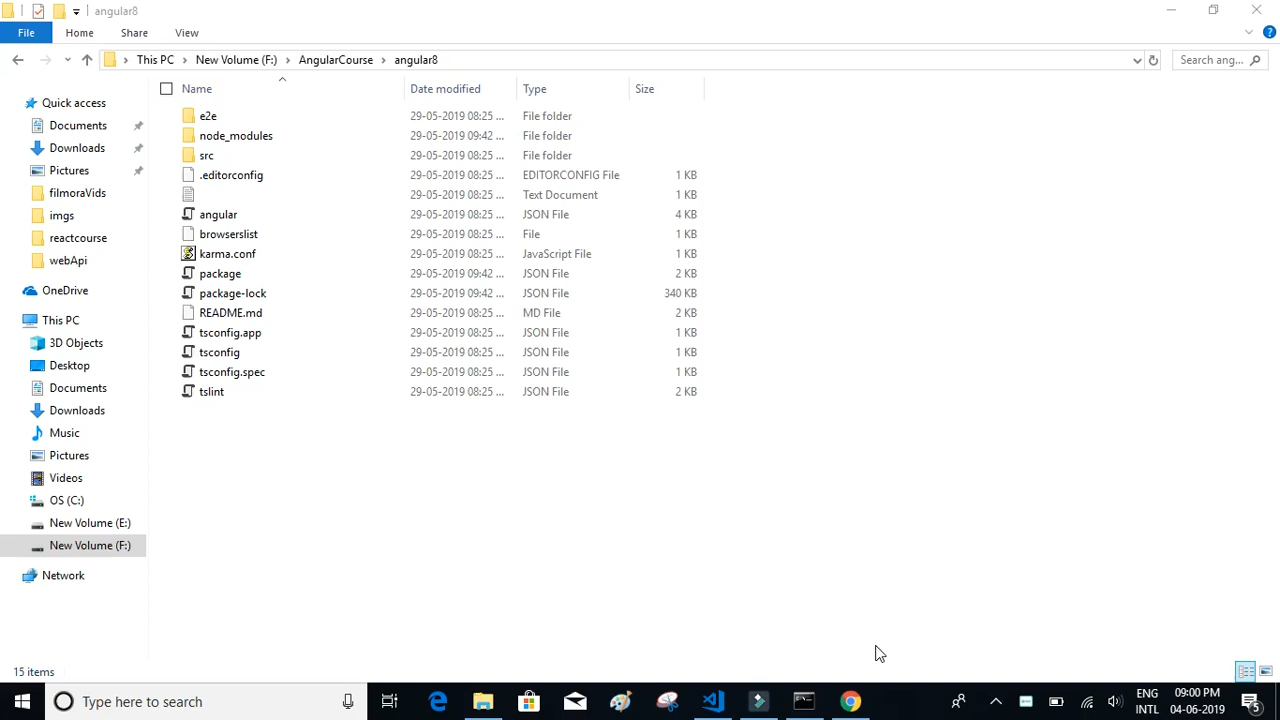 angular8
File Home Share View
This PC New Volume (F:) AngularCourse angular8 Search ang...
Name Date modified Type Size
Quick access
Documents
Downloads
Pictures
filmoraVids
imgs
reactcourse
webApi
OneDrive
This PC
3D Objects
Desktop
Documents
Downloads
Music
Pictures
Videos
OS (C:)
New Volume (E:)
New Volume (F:)
Network
e2e 29-05-2019 08:25 ... File folder
node_modules 29-05-2019 09:42 ... File folder
src 29-05-2019 08:25 ... File folder
.editorconfig 29-05-2019 08:25 ... EDITORCONFIG File 1 KB
29-05-2019 08:25 ... Text Document 1 KB
angular 29-05-2019 08:25 ... JSON File 4 KB
browserslist 29-05-2019 08:25 ... File 1 KB
karma.conf 29-05-2019 08:25 ... JavaScript File 1 KB
package 29-05-2019 09:42 ... JSON File 2 KB
package-lock 29-05-2019 09:42 ... JSON File 340 KB
README.md 29-05-2019 08:25 ... MD File 2 KB
tsconfig.app 29-05-2019 08:25 ... JSON File 1 KB
tsconfig 29-05-2019 08:25 ... JSON File 1 KB
tsconfig.spec 29-05-2019 08:25 ... JSON File 1 KB
tslint 29-05-2019 08:25 ... JSON File 2 KB
15 items
Type here to search
ENG
INTL
09:00 PM
04-06-2019
5